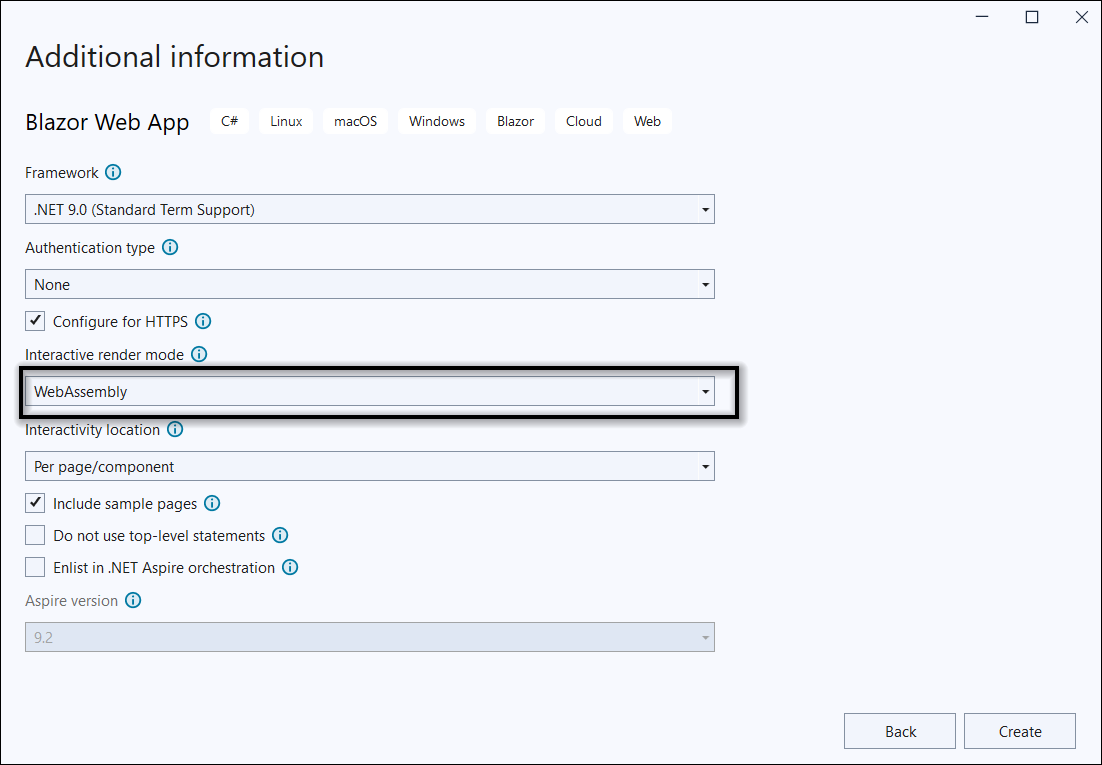 Additional information
Blazor Web App C# Linux macOS Windows Blazor Cloud Web
Framework
.NET 9.0 (Standard Term Support)
Authentication type
None
Configure for HTTPS
Interactive render mode
WebAssembly
Interactivity location
Per page/component
Include sample pages
Do not use top-level statements
Enlist in .NET Aspire orchestration
Aspire version
9.2
Back Create